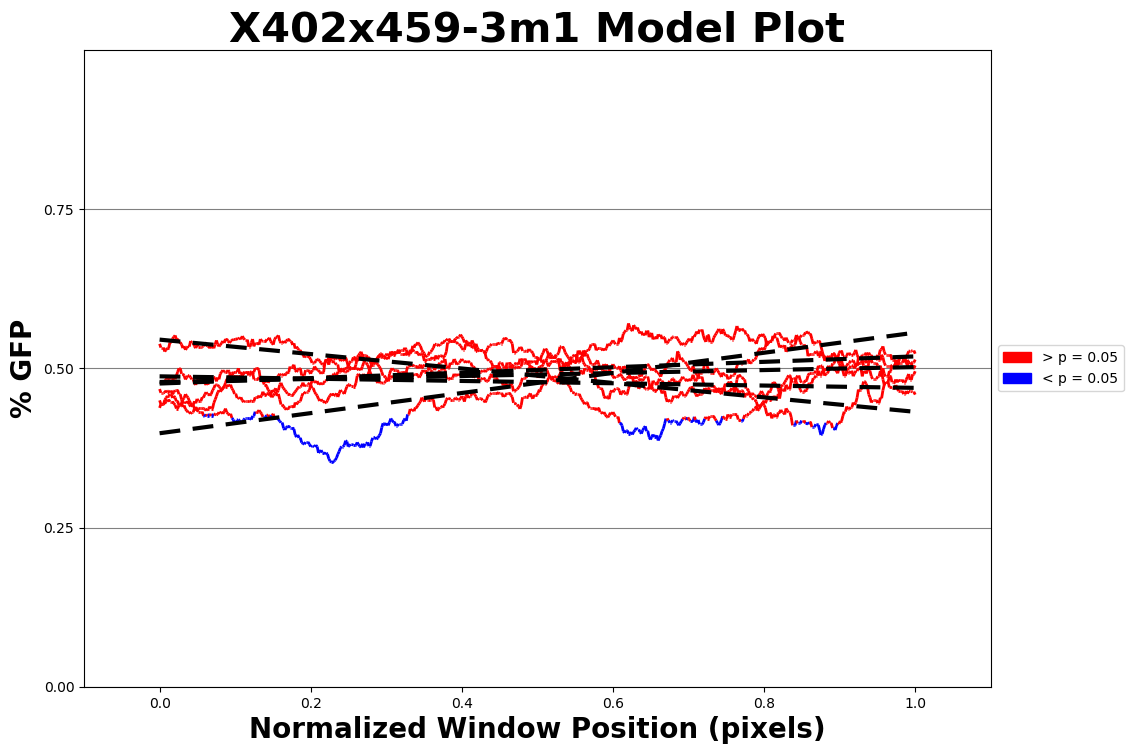 X402x459-3m1 Model Plot
% GFP
0.75
0.50
0.25
0.00
0.0 0.2 0.4 0.6 0.8 1.0
Normalized Window Position (pixels)
> p = 0.05
< p = 0.05